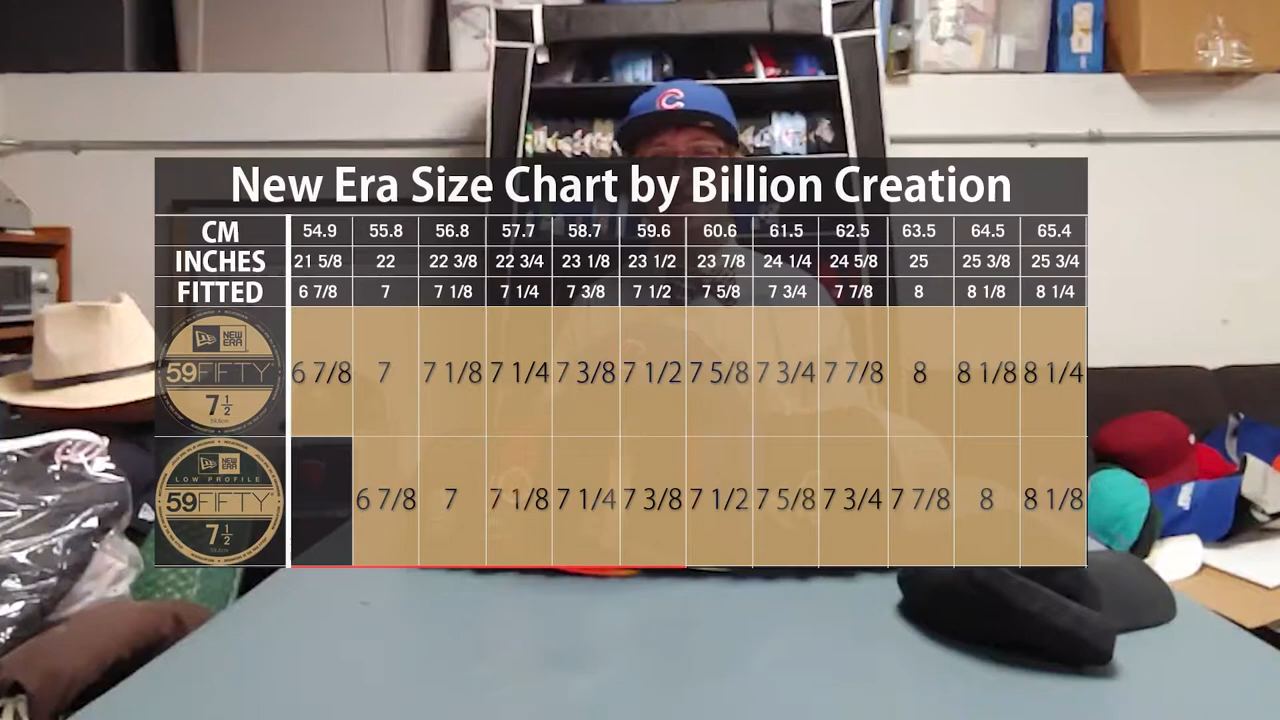 C
New Era Size Chart by Billion Creation
CM 54.9 55.8 56.8 57.7 58.7 59.6 60.6 61.5 62.5 63.5 64.5 65.4
INCHES 21 5/8 22 22 3/8 22 3/4 23 1/8 23 1/2 23 7/8 24 1/4 24 5/8 25 25 3/8 25 3/4
FITTED 6 7/8 7 7 1/8 7 1/4 7 3/8 7 1/2 7 5/8 7 3/4 7 7/8 8 8 1/8 8 1/4
NEW ERA
59FIFTY
7 1/2
6 7/8 7 7 1/8 7 1/4 7 3/8 7 1/2 7 5/8 7 3/4 7 7/8 8 8 1/8 8 1/4
NEW ERA
LOW PROFILE
59FIFTY
7 1/2
6 7/8 7 7 1/8 7 1/4 7 3/8 7 1/2 7 5/8 7 3/4 7 7/8 8 8 1/8